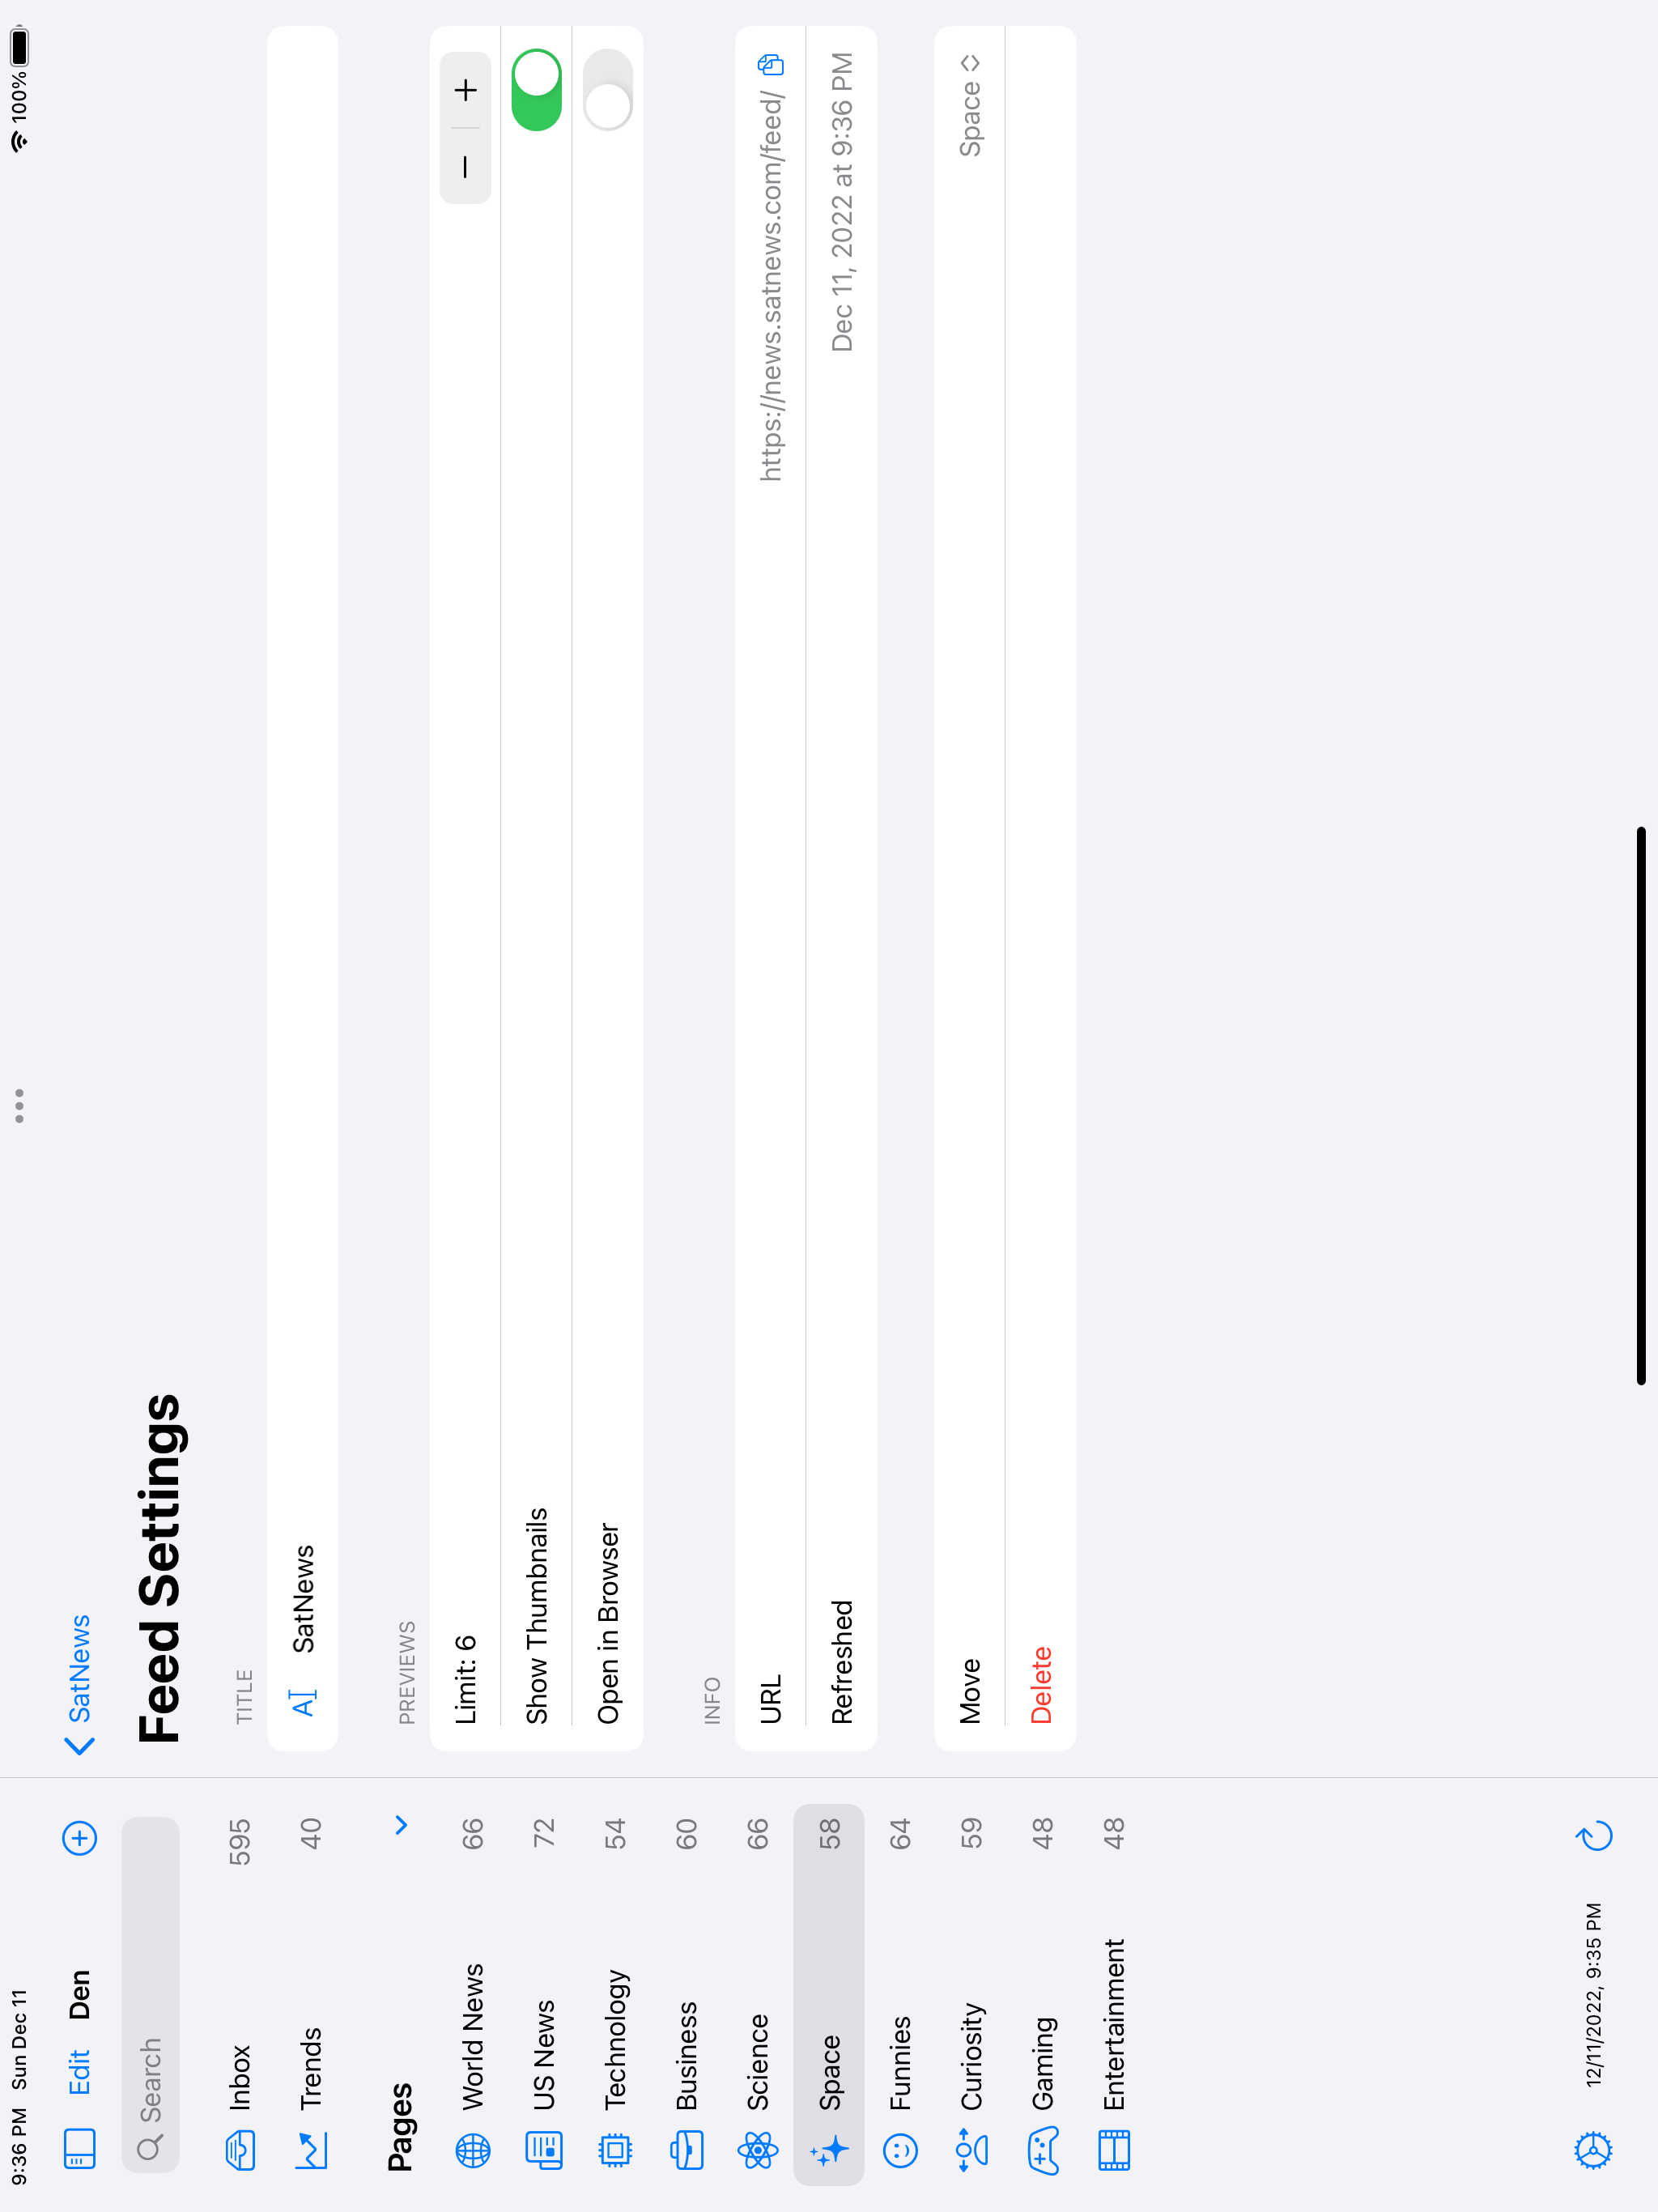 9:36 PM Sun Dec 11
100%
Edit Den
Search
Inbox 595
Trends 40
Pages
World News 66
US News 72
Technology 54
Business 60
Science 66
Space 58
Funnies 64
Curiosity 59
Gaming 48
Entertainment 48
12/11/2022, 9:35 PM
SatNews
Feed Settings
TITLE
SatNews
PREVIEWS
Limit: 6
Show Thumbnails
Open in Browser
INFO
URL https://news.satnews.com/feed/
Refreshed Dec 11, 2022 at 9:36 PM
Move Space
Delete